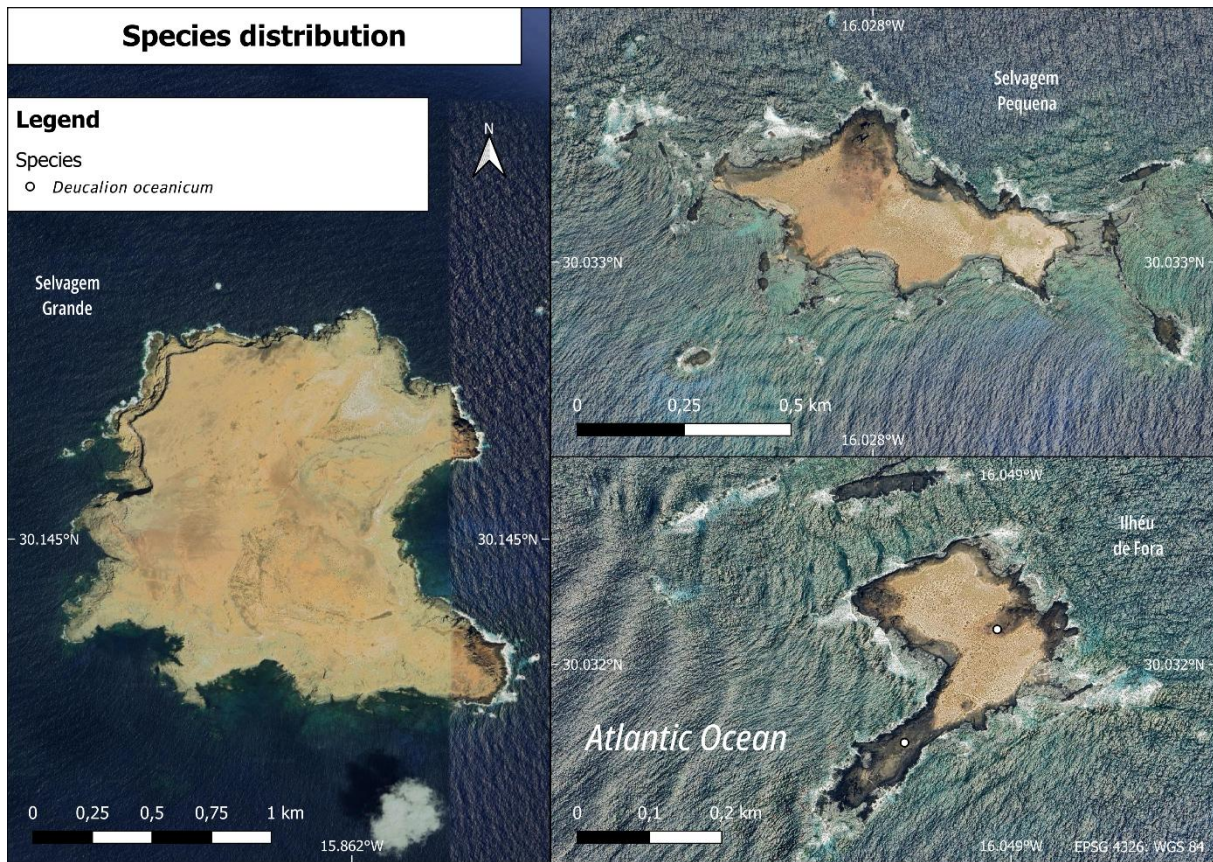 Species distribution
Legend
Species
Deucalion oceanicum
N
Selvagem
Grande
30.145°N
30.145°N
0 0,25 0,5 0,75 1 km
15.862°W
16.028°W
Selvagem
Pequena
30.033°N
30.033°N
0 0,25 0,5 km
16.028°W
16.049°W
Ilhéu
de Fora
30.032°N
30.032°N
Atlantic Ocean
0 0,1 0,2 km
16.049°W
EPSG 4326: WGS 84